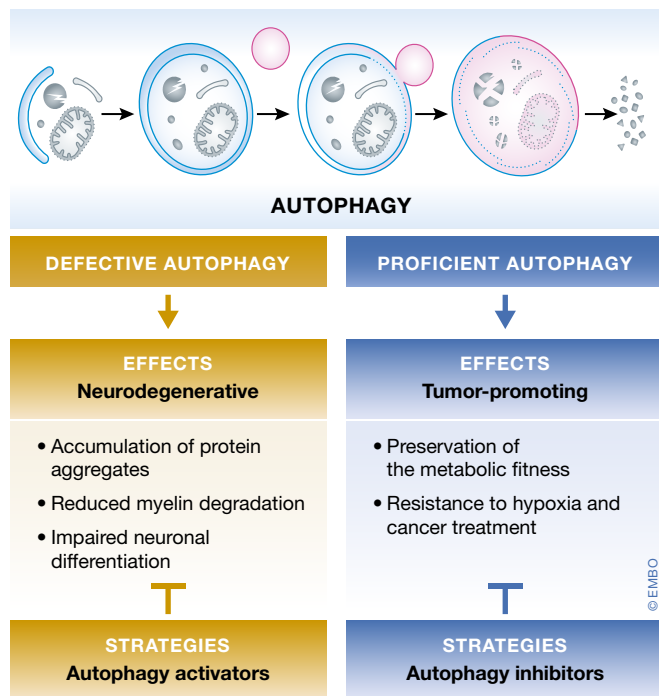 AUTOPHAGY
DEFECTIVE AUTOPHAGY
EFFECTS
Neurodegenerative
• Accumulation of protein
aggregates
• Reduced myelin degradation
• Impaired neuronal
differentiation
STRATEGIES
Autophagy activators
PROFICIENT AUTOPHAGY
EFFECTS
Tumor-promoting
• Preservation of
the metabolic fitness
• Resistance to hypoxia and
cancer treatment
STRATEGIES
Autophagy inhibitors
© EMBO